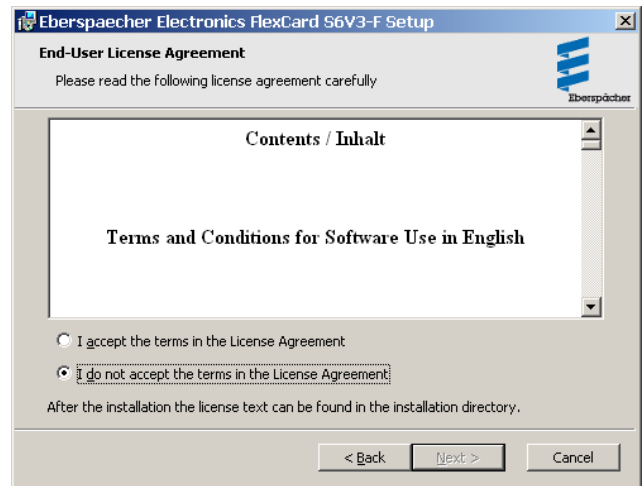 Eberspaecher Electronics FlexCard S6V3-F Setup
End-User License Agreement
Please read the following license agreement carefully
Eberspächer
Contents / Inhalt
Terms and Conditions for Software Use in English
I accept the terms in the License Agreement
I do not accept the terms in the License Agreement
After the installation the license text can be found in the installation directory.
< Back Next > Cancel